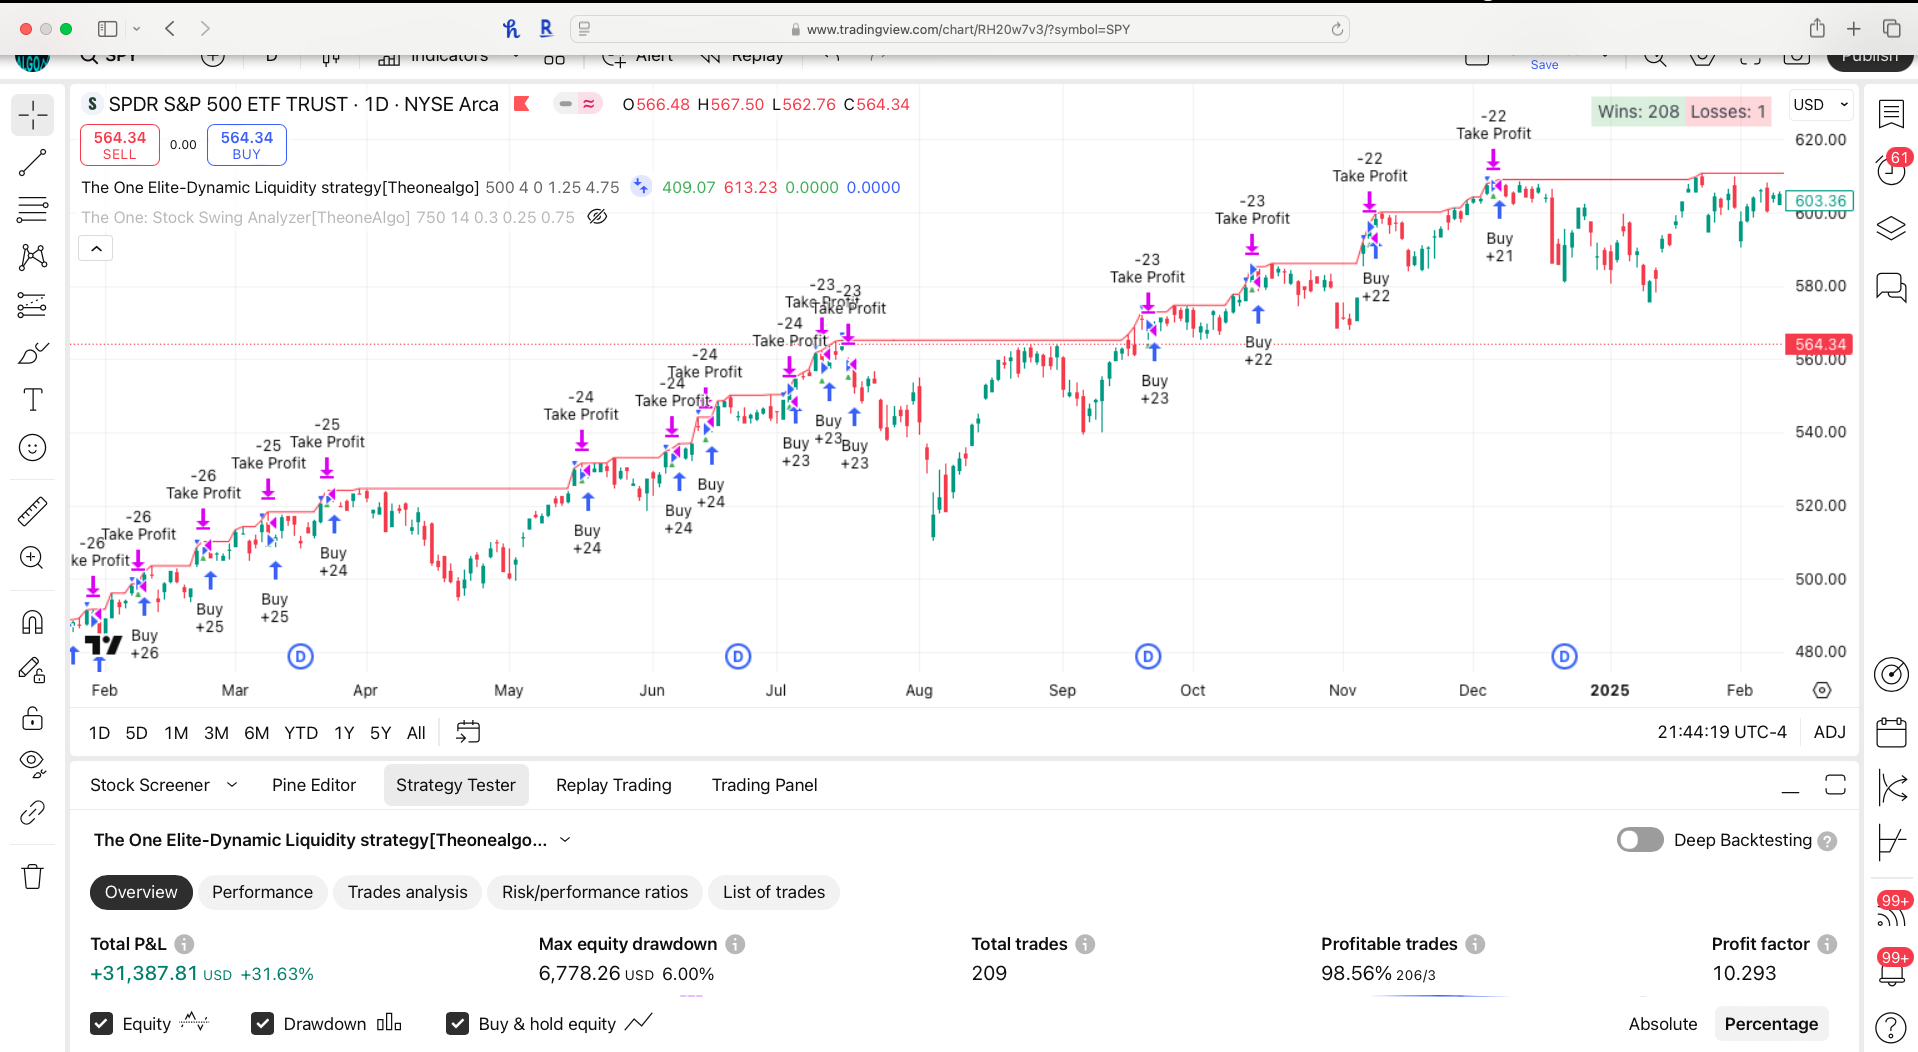 www.tradingview.com/chart/RH20w7v3/?symbol=SPY
SPY D Indicators Alert Replay Save Publish
S SPDR S&P 500 ETF TRUST · 1D · NYSE Arca O566.48 H567.50 L562.76 C564.34
Wins: 208 Losses: 1
USD
564.34 SELL
0.00
564.34 BUY
The One Elite-Dynamic Liquidity strategy[Theonealgo] 500 4 0 1.25 4.75 409.07 613.23 0.0000 0.0000
The One: Stock Swing Analyzer[TheoneAlgo] 750 14 0.3 0.25 0.75
620.00
603.36
600.00
580.00
564.34
560.00
540.00
520.00
500.00
480.00
-26
ke Profit
-26
Take Profit
Buy
+26
-26
Take Profit
Buy
+25
-25
Take Profit
Buy
+25
-25
Take Profit
Buy
+24
-24
Take Profit
Buy
+24
-24
Take Profit
Buy
+24
-24
Take Profit
Buy
+24
-24
Take Profit
Buy
+23
-23
Take Profit
Buy
+23
-23
Take Profit
Buy
+23
-23
Take Profit
Buy
+23
-23
Take Profit
Buy
+22
-22
Take Profit
Buy
+22
-22
Take Profit
Buy
+21
D D D D
Feb Mar Apr May Jun Jul Aug Sep Oct Nov Dec 2025 Feb
1D 5D 1M 3M 6M YTD 1Y 5Y All
21:44:19 UTC-4 ADJ
Stock Screener Pine Editor Strategy Tester Replay Trading Trading Panel
The One Elite-Dynamic Liquidity strategy[Theonealgo...
Deep Backtesting
Overview Performance Trades analysis Risk/performance ratios List of trades
Total P&L Max equity drawdown Total trades Profitable trades Profit factor
+31,387.81 USD +31.63% 6,778.26 USD 6.00% 209 98.56% 206/3 10.293
Equity Drawdown Buy & hold equity Absolute Percentage
61
99+
99+